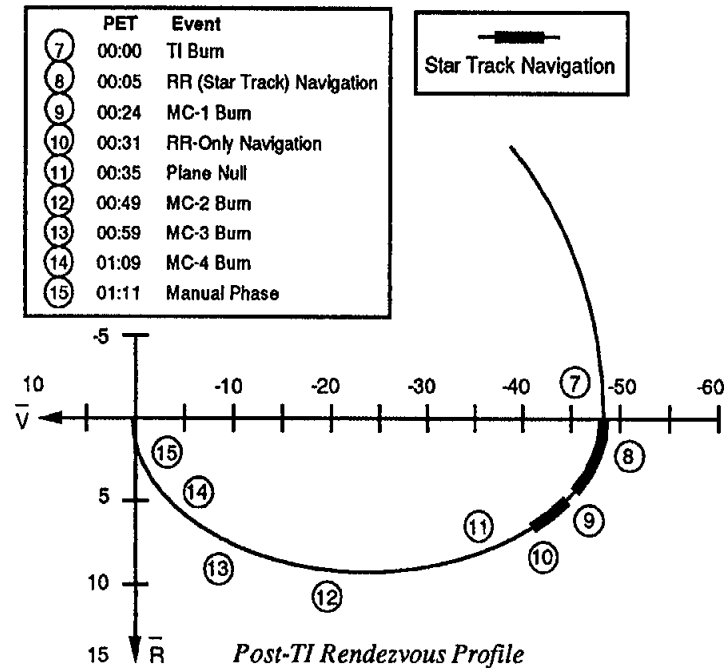 PET Event
7 00:00 TI Burn
8 00:05 RR (Star Track) Navigation
9 00:24 MC-1 Burn
10 00:31 RR-Only Navigation
11 00:35 Plane Null
12 00:49 MC-2 Burn
13 00:59 MC-3 Burn
14 01:09 MC-4 Burn
15 01:11 Manual Phase
Star Track Navigation
-5
10 -10 -20 -30 -40 7 -50 -60
V
15 8
5 14 11 9
10
13
10 12
15 R Post-TI Rendezvous Profile